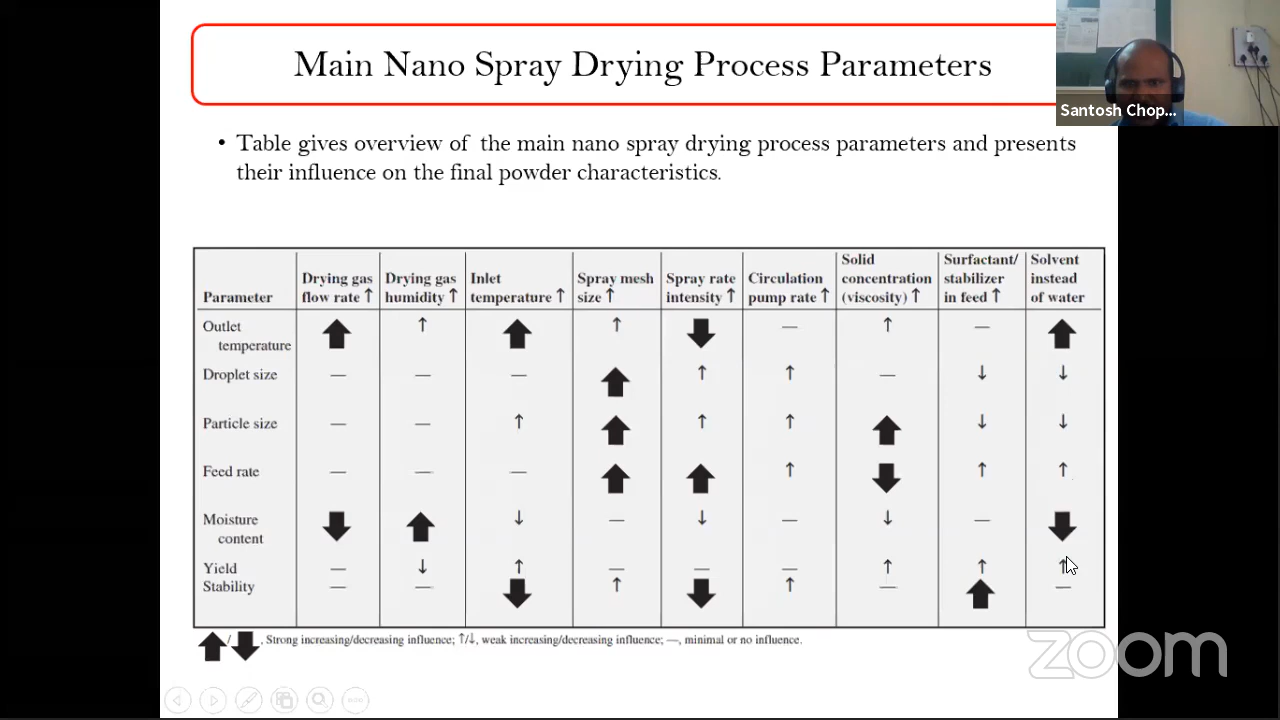 Main Nano Spray Drying Process Parameters
Santosh Chop...
• Table gives overview of the main nano spray drying process parameters and presents
their influence on the final powder characteristics.
Parameter
Drying gas
flow rate ↑
Drying gas
humidity ↑
Inlet
temperature ↑
Spray mesh
size ↑
Spray rate
intensity ↑
Circulation
pump rate ↑
Solid
concentration
(viscosity) ↑
Surfactant/
stabilizer
in feed ↑
Solvent
instead
of water
Outlet
temperature
⬆ ↑ ⬆ ↑ ⬇ — ↑ — ⬆
Droplet size — — — ⬆ ↑ ↑ — ↓ ↓
Particle size — — ↑ ⬆ ↑ ↑ ⬆ ↓ ↓
Feed rate — — — ⬆ ⬆ ↑ ⬇ ↑ ↑
Moisture
content
⬇ ⬆ ↓ — ↓ — ↓ — ⬇
Yield — ↓ ↑ — — — ↑ ↑ ↑
Stability — — ⬇ ↑ ⬇ ↑ — ⬆ —
⬆/⬇, Strong increasing/decreasing influence; ↑/↓, weak increasing/decreasing influence; —, minimal or no influence.
zoom